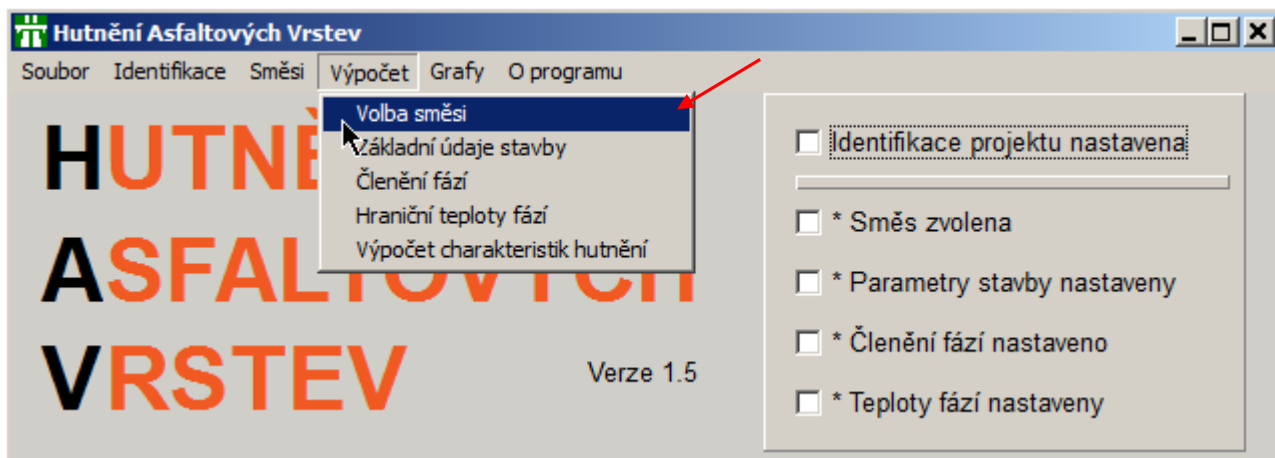 Hutnění Asfaltových Vrstev
Soubor Identifikace Směsi Výpočet Grafy O programu
Volba směsi
Základní údaje stavby
Členění fází
Hraniční teploty fází
Výpočet charakteristik hutnění
HUTNĚ
ASFALTOVÝCH
VRSTEV
Verze 1.5
Identifikace projektu nastavena
* Směs zvolena
* Parametry stavby nastaveny
* Členění fází nastaveno
* Teploty fází nastaveny